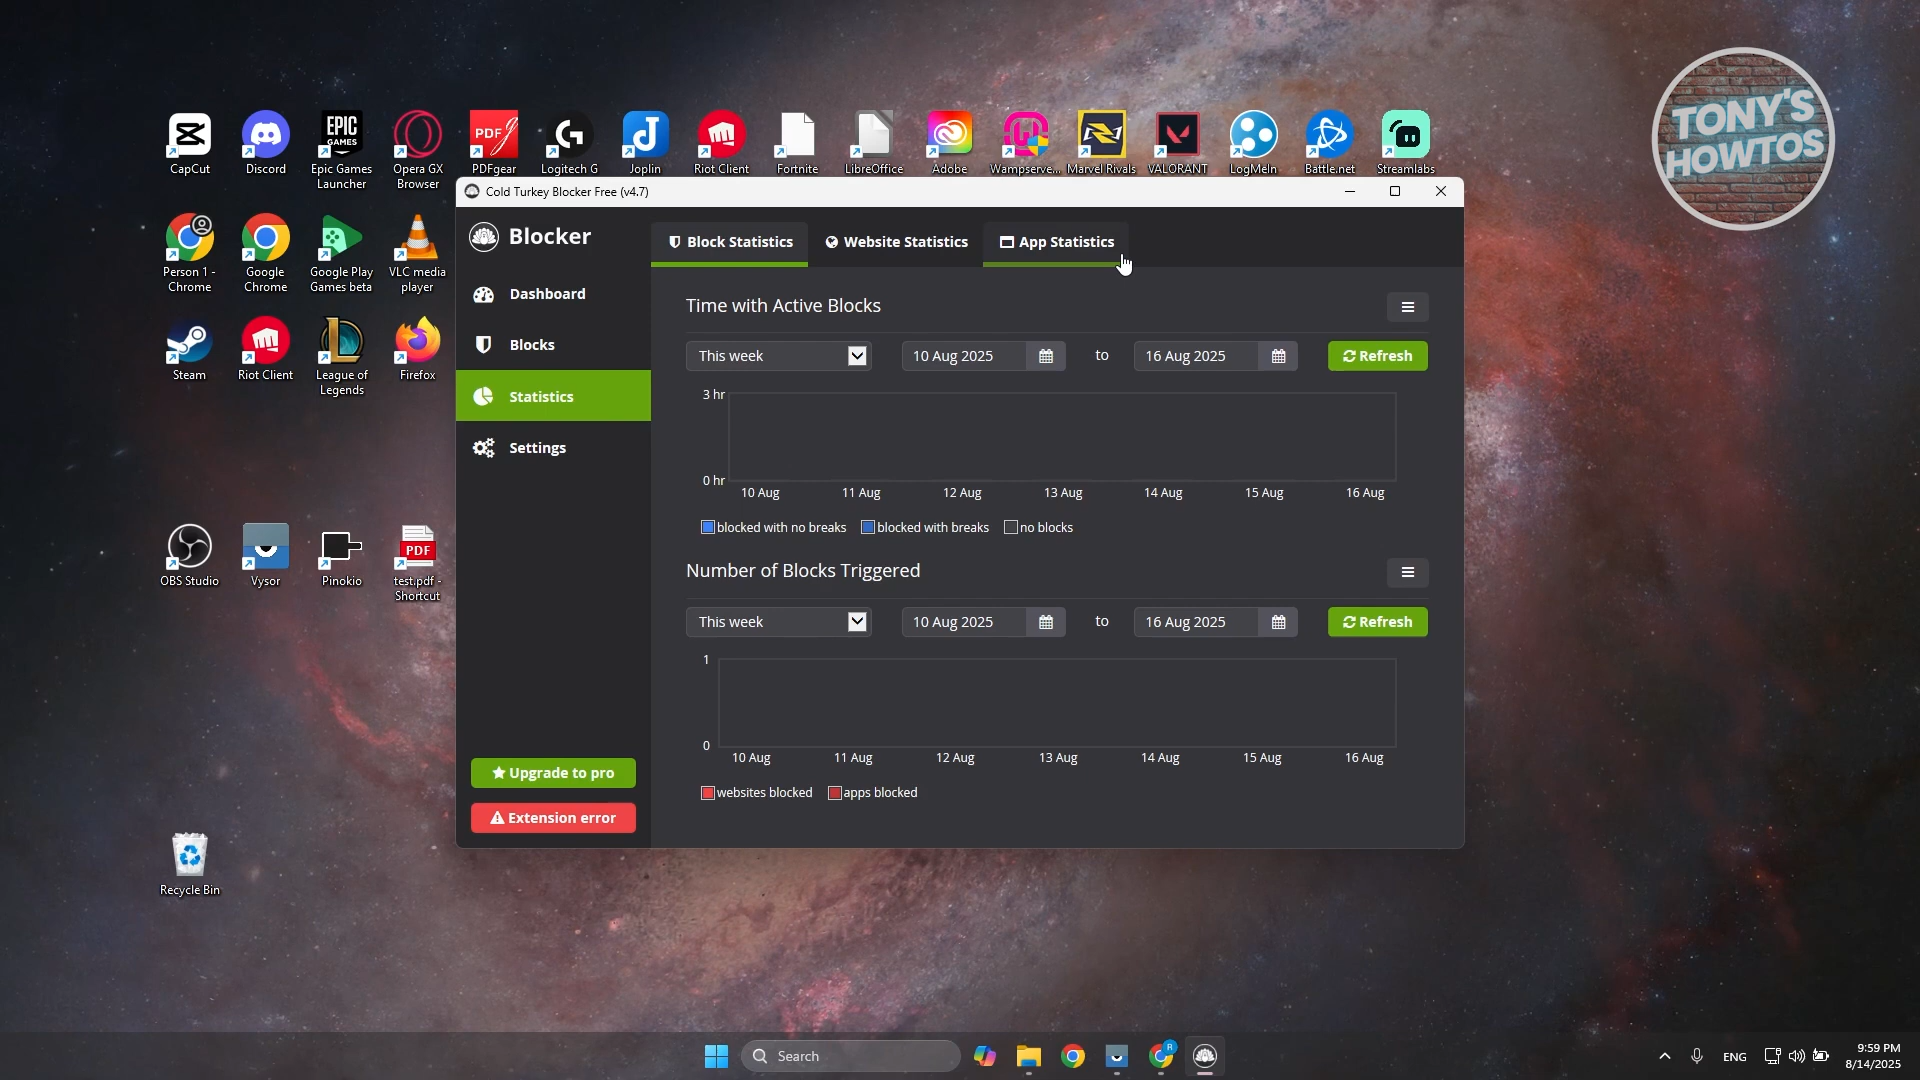 TONY'S
HOWTOS
EPIC
GAMES
PDF
CapCut
Discord
Epic Games
Launcher
Opera GX
Browser
PDFgear
Logitech G
Joplin
Riot Client
Fortnite
LibreOffice
Adobe
Wampserve...
Marvel Rivals
VALORANT
LogMeIn
Battle.net
Streamlabs
Person 1 -
Chrome
Google
Chrome
Google Play
Games beta
VLC media
player
Steam
Riot Client
League of
Legends
Firefox
OBS Studio
Vysor
Pinokio
PDF
test.pdf -
Shortcut
Recycle Bin
Cold Turkey Blocker Free (v4.7)
Blocker
Dashboard
Blocks
Statistics
Settings
Upgrade to pro
Extension error
Block Statistics
Website Statistics
App Statistics
Time with Active Blocks
This week
10 Aug 2025
to
16 Aug 2025
Refresh
3 hr
0 hr
10 Aug
11 Aug
12 Aug
13 Aug
14 Aug
15 Aug
16 Aug
blocked with no breaks
blocked with breaks
no blocks
Number of Blocks Triggered
This week
10 Aug 2025
to
16 Aug 2025
Refresh
1
0
10 Aug
11 Aug
12 Aug
13 Aug
14 Aug
15 Aug
16 Aug
websites blocked
apps blocked
Search
R
ENG
9:59 PM
8/14/2025